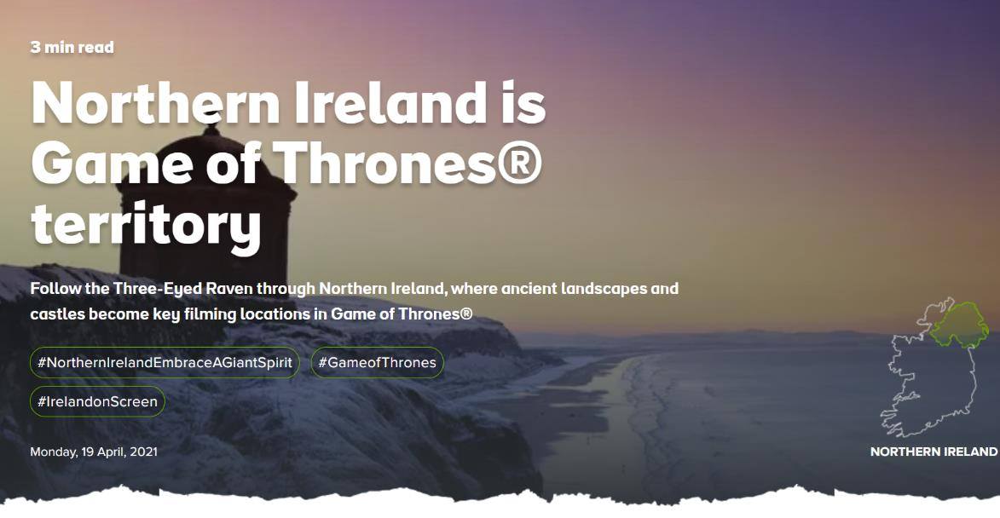 3 min read
Northern Ireland is
Game of Thrones®
territory
Follow the Three-Eyed Raven through Northern Ireland, where ancient landscapes and
castles become key filming locations in Game of Thrones®
#NorthernIrelandEmbraceAGiantSpirit #GameofThrones
#IrelandonScreen
Monday, 19 April, 2021
NORTHERN IRELAND